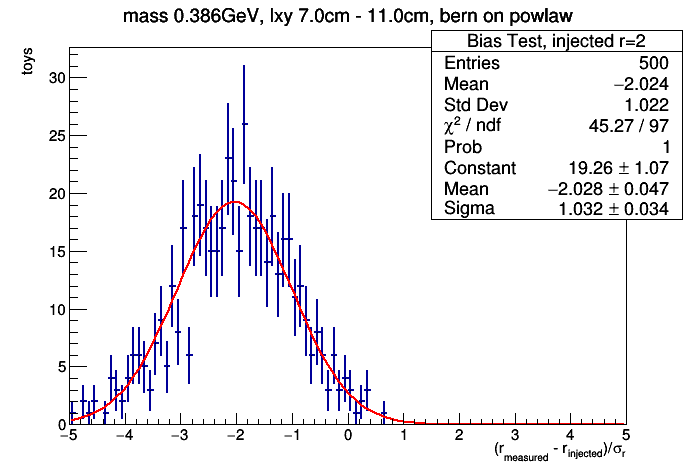 mass 0.386GeV, lxy 7.0cm - 11.0cm, bern on powlaw
Bias Test, injected r=2
Entries 500
Mean −2.024
Std Dev 1.022
χ² / ndf 45.27 / 97
Prob 1
Constant 19.26 ± 1.07
Mean −2.028 ± 0.047
Sigma 1.032 ± 0.034
toys
30
25
20
15
10
5
0
−5 −4 −3 −2 −1 0 1 2 3 4 5
(r_measured - r_injected)/σ_r